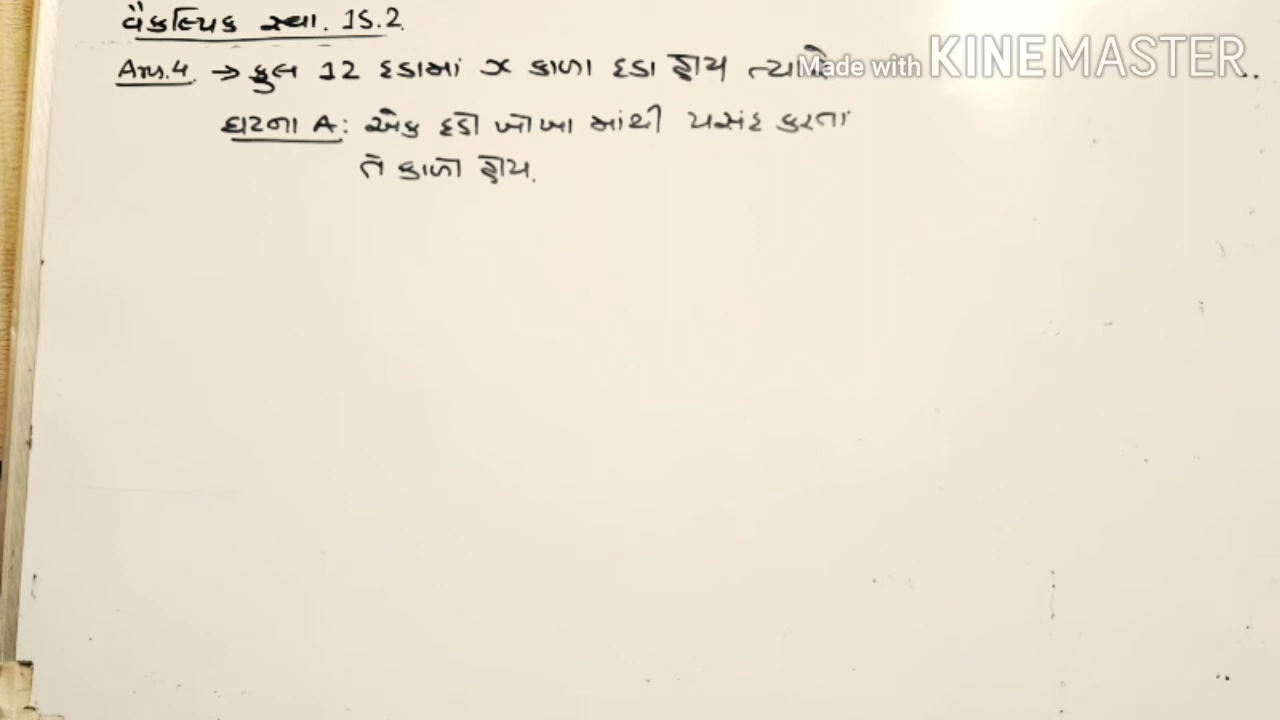 વૈકલ્પિક સ્વા. 15.2
Ans.4. → કુલ 12 દડામાં x કાળા દડા હોય ત્યારે ..
Made with KINEMASTER
ઘટના A: એક દડો ખોખા માંથી પસંદ કરતાં
તે કાળો હોય.